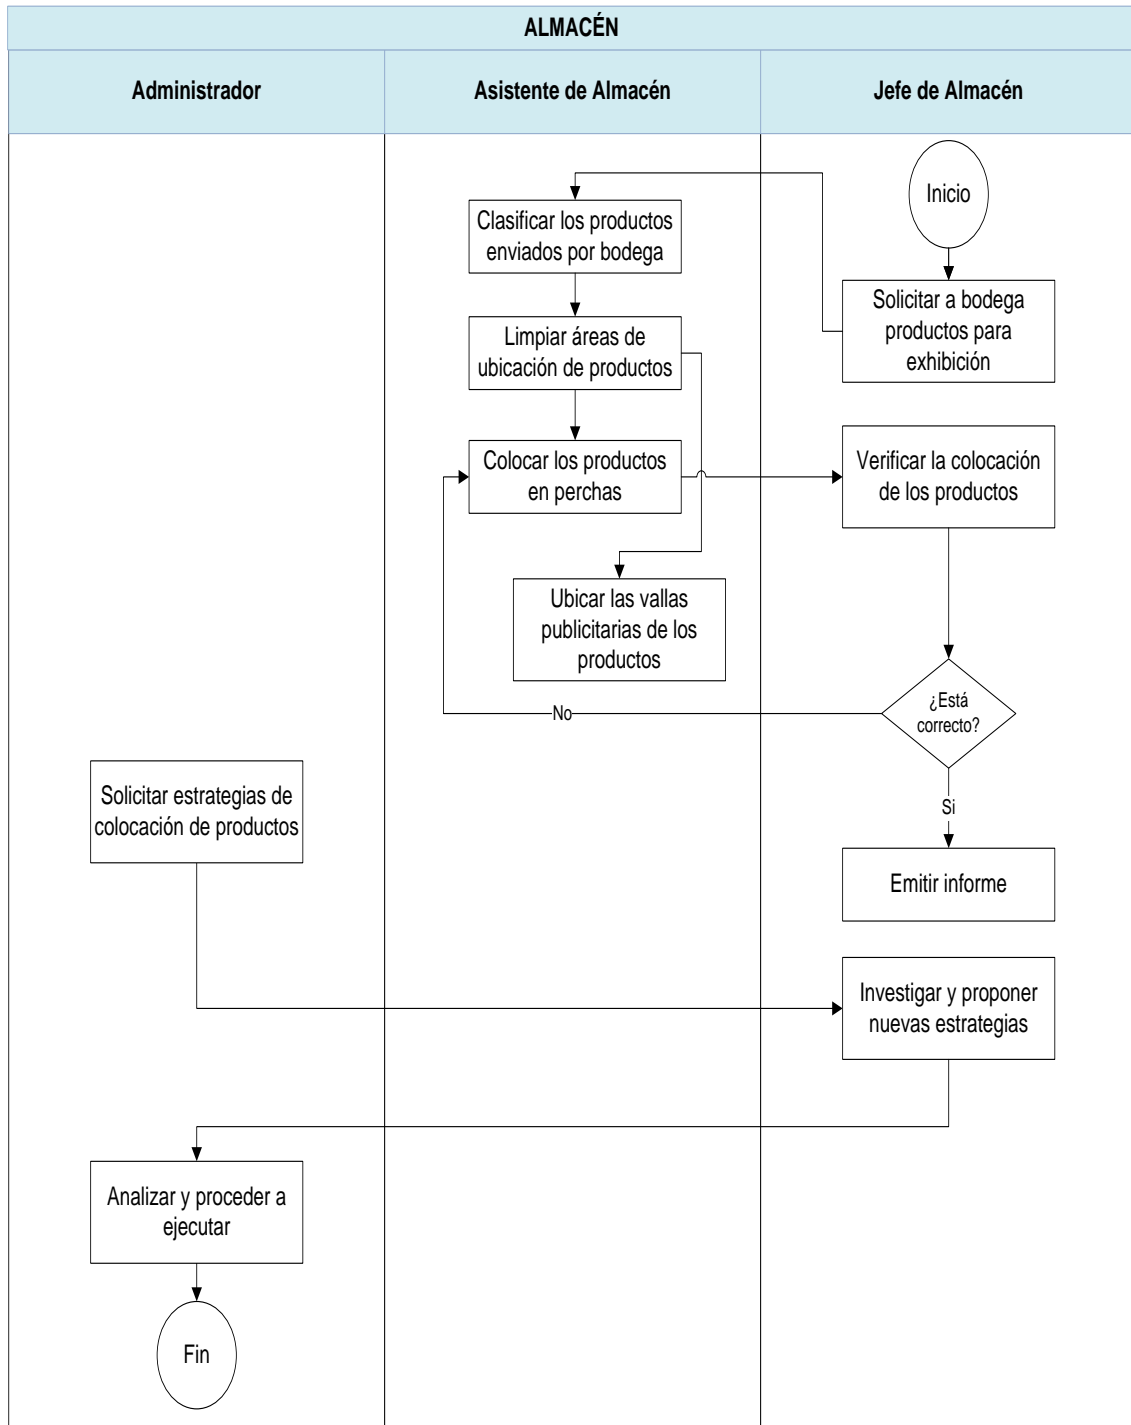 ALMACÉN
Administrador
Asistente de Almacén
Jefe de Almacén
Inicio
Clasificar los productos
enviados por bodega
Solicitar a bodega
productos para
exhibición
Limpiar áreas de
ubicación de productos
Colocar los productos
en perchas
Verificar la colocación
de los productos
Ubicar las vallas
publicitarias de los
productos
¿Está
correcto?
No
Solicitar estrategias de
colocación de productos
Si
Emitir informe
Investigar y proponer
nuevas estrategias
Analizar y proceder a
ejecutar
Fin